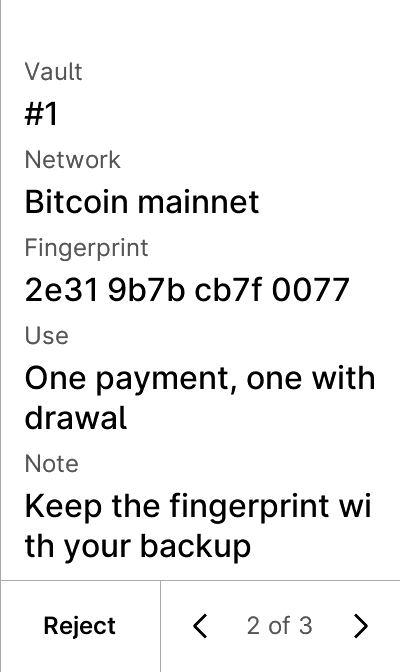 Vault
#1
Network
Bitcoin mainnet
Fingerprint
2e31 9b7b cb7f 0077
Use
One payment, one with
drawal
Note
Keep the fingerprint wi
th your backup
Reject
2 of 3